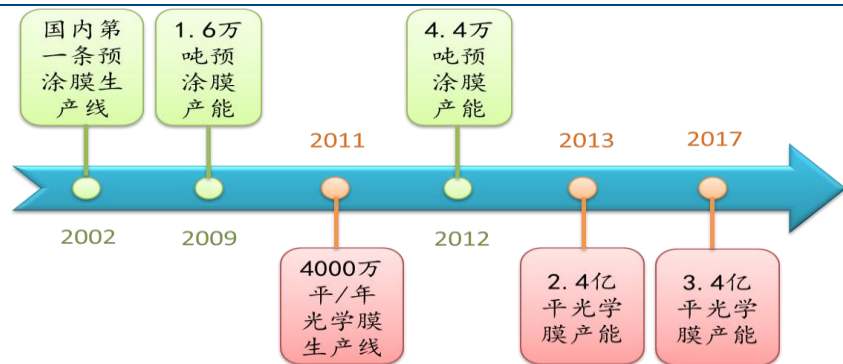 国内第
一条预
涂膜生
产线
1.6万
吨预
涂膜
产能
4.4万
吨预
涂膜
产能
2011
2013
2017
2002
2009
2012
4000万
平/年
光学膜
生产线
2.4亿
平光学
膜产能
3.4亿
平光学
膜产能